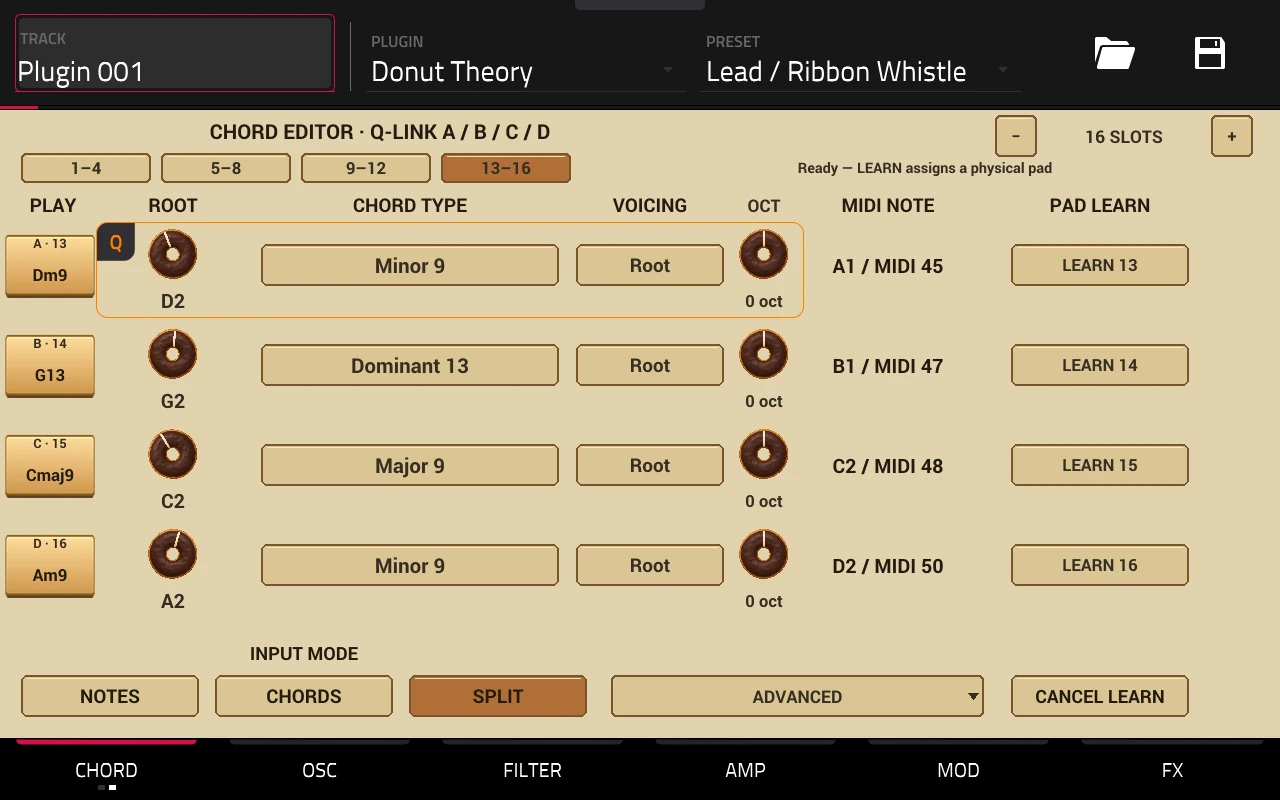 TRACK
Plugin 001
PLUGIN
Donut Theory
PRESET
Lead / Ribbon Whistle
CHORD EDITOR · Q-LINK A / B / C / D
-
16 SLOTS
+
1–4
5–8
9–12
13–16
Ready — LEARN assigns a physical pad
PLAY
ROOT
CHORD TYPE
VOICING
OCT
MIDI NOTE
PAD LEARN
A · 13
Dm9
Q
D2
Minor 9
Root
0 oct
A1 / MIDI 45
LEARN 13
B · 14
G13
G2
Dominant 13
Root
0 oct
B1 / MIDI 47
LEARN 14
C · 15
Cmaj9
C2
Major 9
Root
0 oct
C2 / MIDI 48
LEARN 15
D · 16
Am9
A2
Minor 9
Root
0 oct
D2 / MIDI 50
LEARN 16
INPUT MODE
NOTES
CHORDS
SPLIT
ADVANCED
CANCEL LEARN
CHORD
OSC
FILTER
AMP
MOD
FX